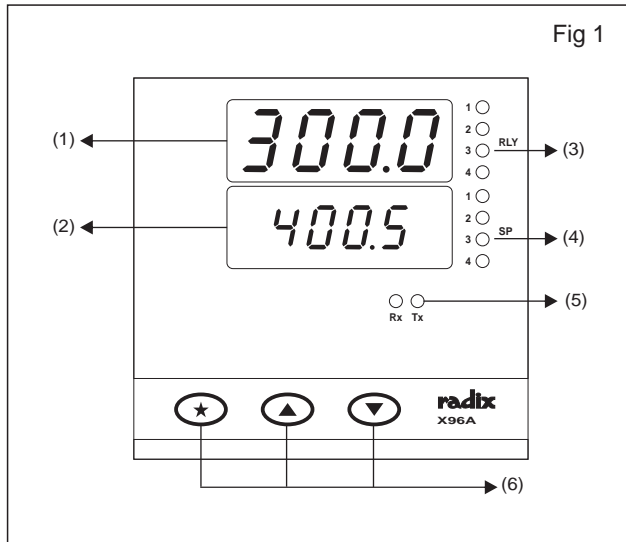 Fig 1
(1)
300.0
1
2
3 RLY
4
(3)
(2)
400.5
1
2
3 SP
4
(4)
Rx Tx
(5)
★ ▲ ▼
radix
X96A
(6)